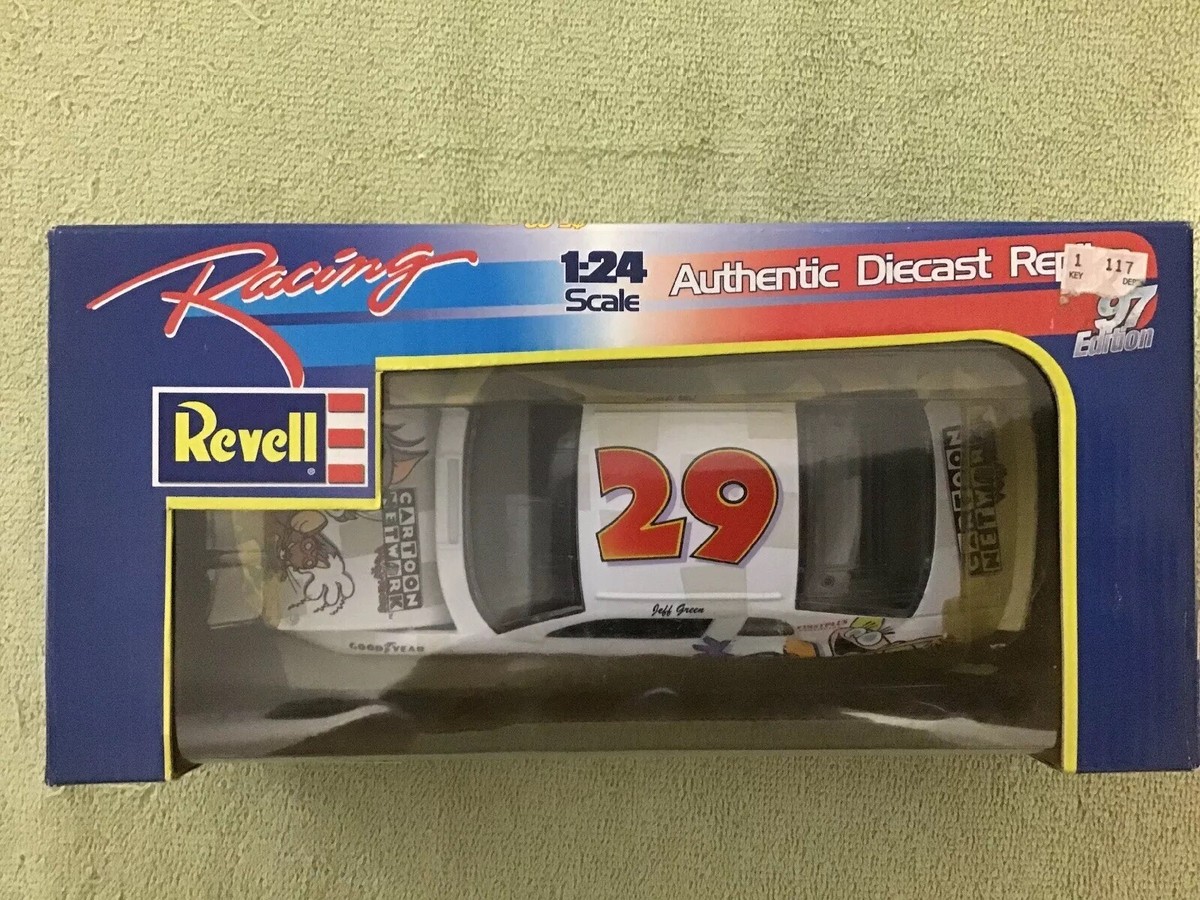 Racing
1:24
Scale
Authentic Diecast Rep
1 117
KEY
97
Edition
Revell
29
Jeff Green
CARTOON
NETWORK
GOODYEAR
CARTOON
NETWORK